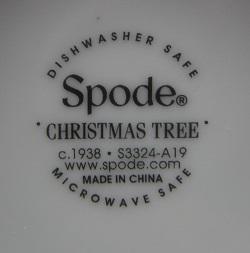 DISHWASHER SAFE
Spode®
· CHRISTMAS TREE ·
c.1938 • S3324-A19
www.spode.com
MADE IN CHINA
MICROWAVE SAFE